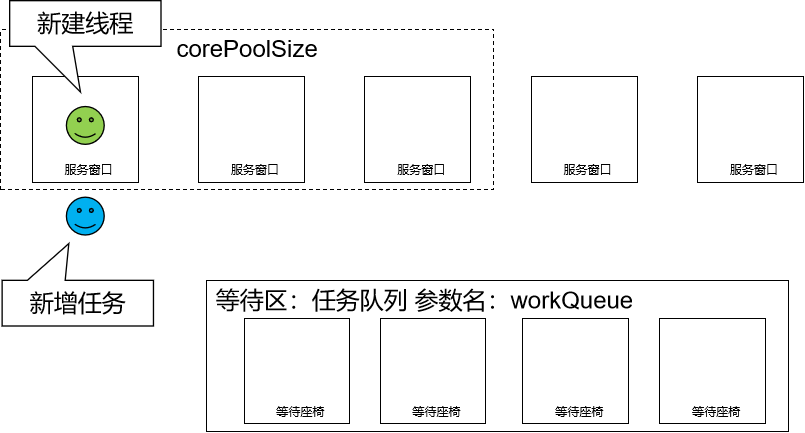 新建线程
corePoolSize
服务窗口
服务窗口
服务窗口
服务窗口
服务窗口
新增任务
等待区：任务队列 参数名：workQueue
等待座椅
等待座椅
等待座椅
等待座椅